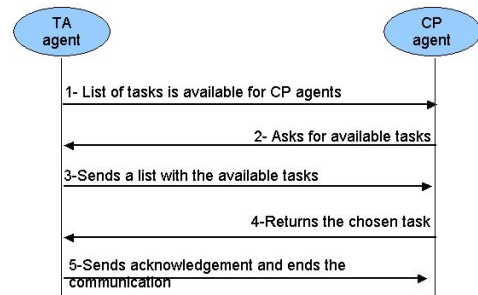 TA
agent
CP
agent
1- List of tasks is available for CP agents
2- Asks for available tasks
3-Sends a list with the available tasks
4-Returns the chosen task
5-Sends acknowledgement and ends the
communication